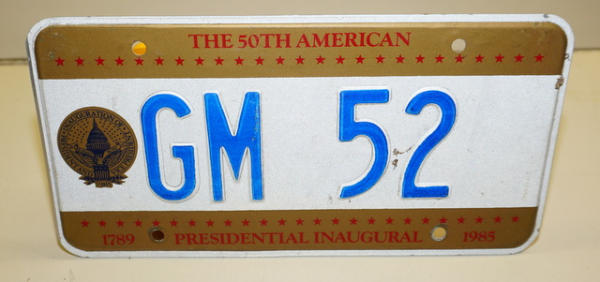 THE 50TH AMERICAN
GM 52
1789 PRESIDENTIAL INAUGURAL 1985